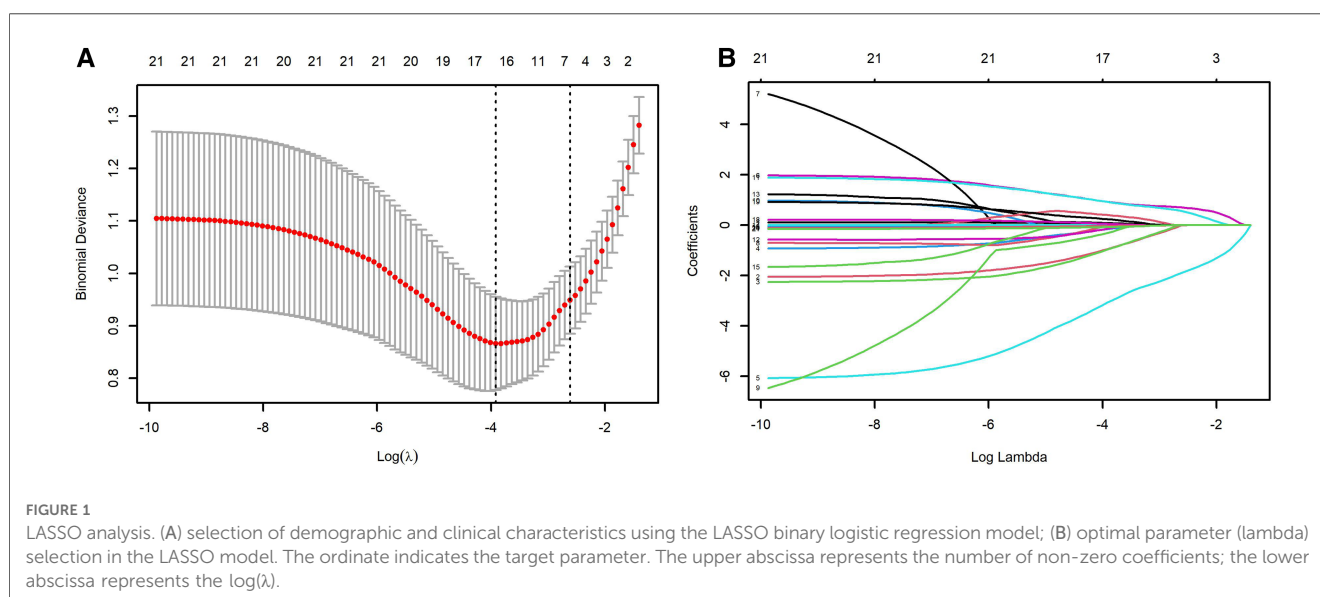 A
21 21 21 21 20 21 21 21 20 19 17 16 11 7 4 3 2
Binomial Deviance
1.3
1.2
1.1
1.0
0.9
0.8
-10 -8 -6 -4 -2
Log(λ)
B
21 21 21 17 3
Coefficients
4
2
0
-2
-4
-6
7
13
4
15
2
3
5
9
-10 -8 -6 -4 -2
Log Lambda
FIGURE 1
LASSO analysis. (A) selection of demographic and clinical characteristics using the LASSO binary logistic regression model; (B) optimal parameter (lambda)
selection in the LASSO model. The ordinate indicates the target parameter. The upper abscissa represents the number of non-zero coefficients; the lower
abscissa represents the log(λ).